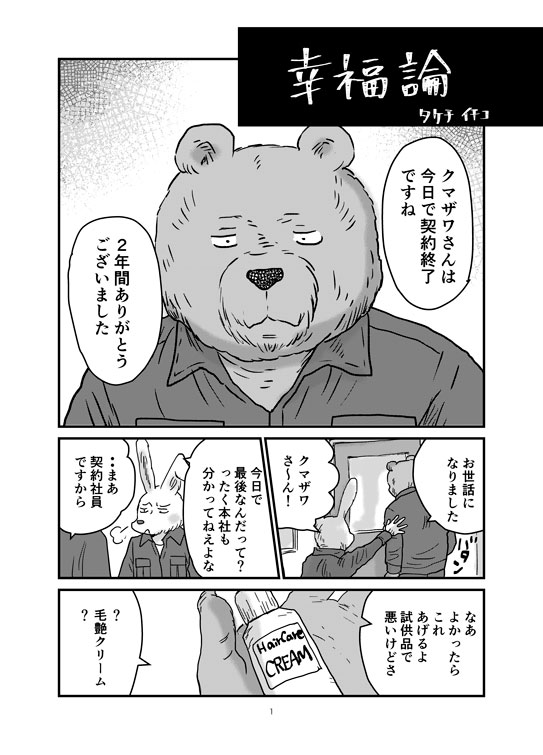 幸福論
タケチ イチコ
クマザワさんは
今日で契約終了
ですね
2年間ありがとう
ございました
お世話に
なりました
バタン
クマザワ
さ～ん！
今日で
最後なんだって？
ったく本社も
分かってねえよな
・・まあ
契約社員
ですから
なあ
よかったら
これ
あげるよ
試供品で
悪いけどさ
HairCare
CREAM
？
毛艶クリーム
？
1